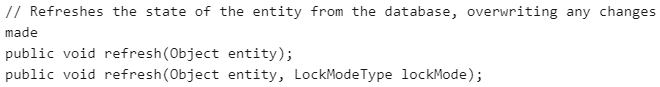 // Refreshes the state of the entity from the database, overwriting any changes
made
public void refresh(Object entity);
public void refresh(Object entity, LockModeType lockMode);